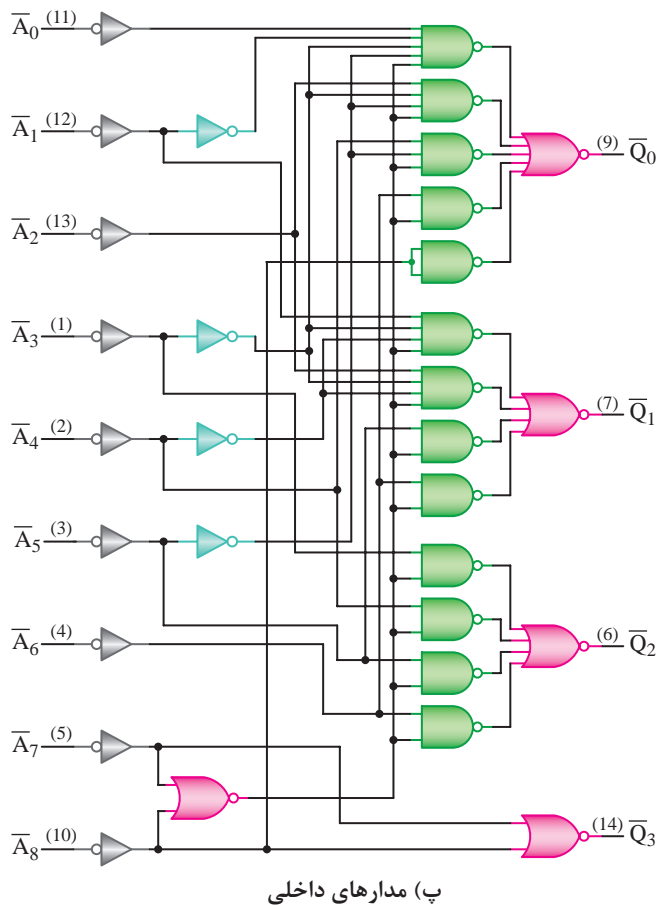 A̅₀ (11)
A̅₁ (12)
(9) Q̅₀
A̅₂ (13)
A̅₃ (1)
(7) Q̅₁
A̅₄ (2)
A̅₅ (3)
A̅₆ (4)
(6) Q̅₂
A̅₇ (5)
A̅₈ (10)
(14) Q̅₃
پ) مدارهای داخلی